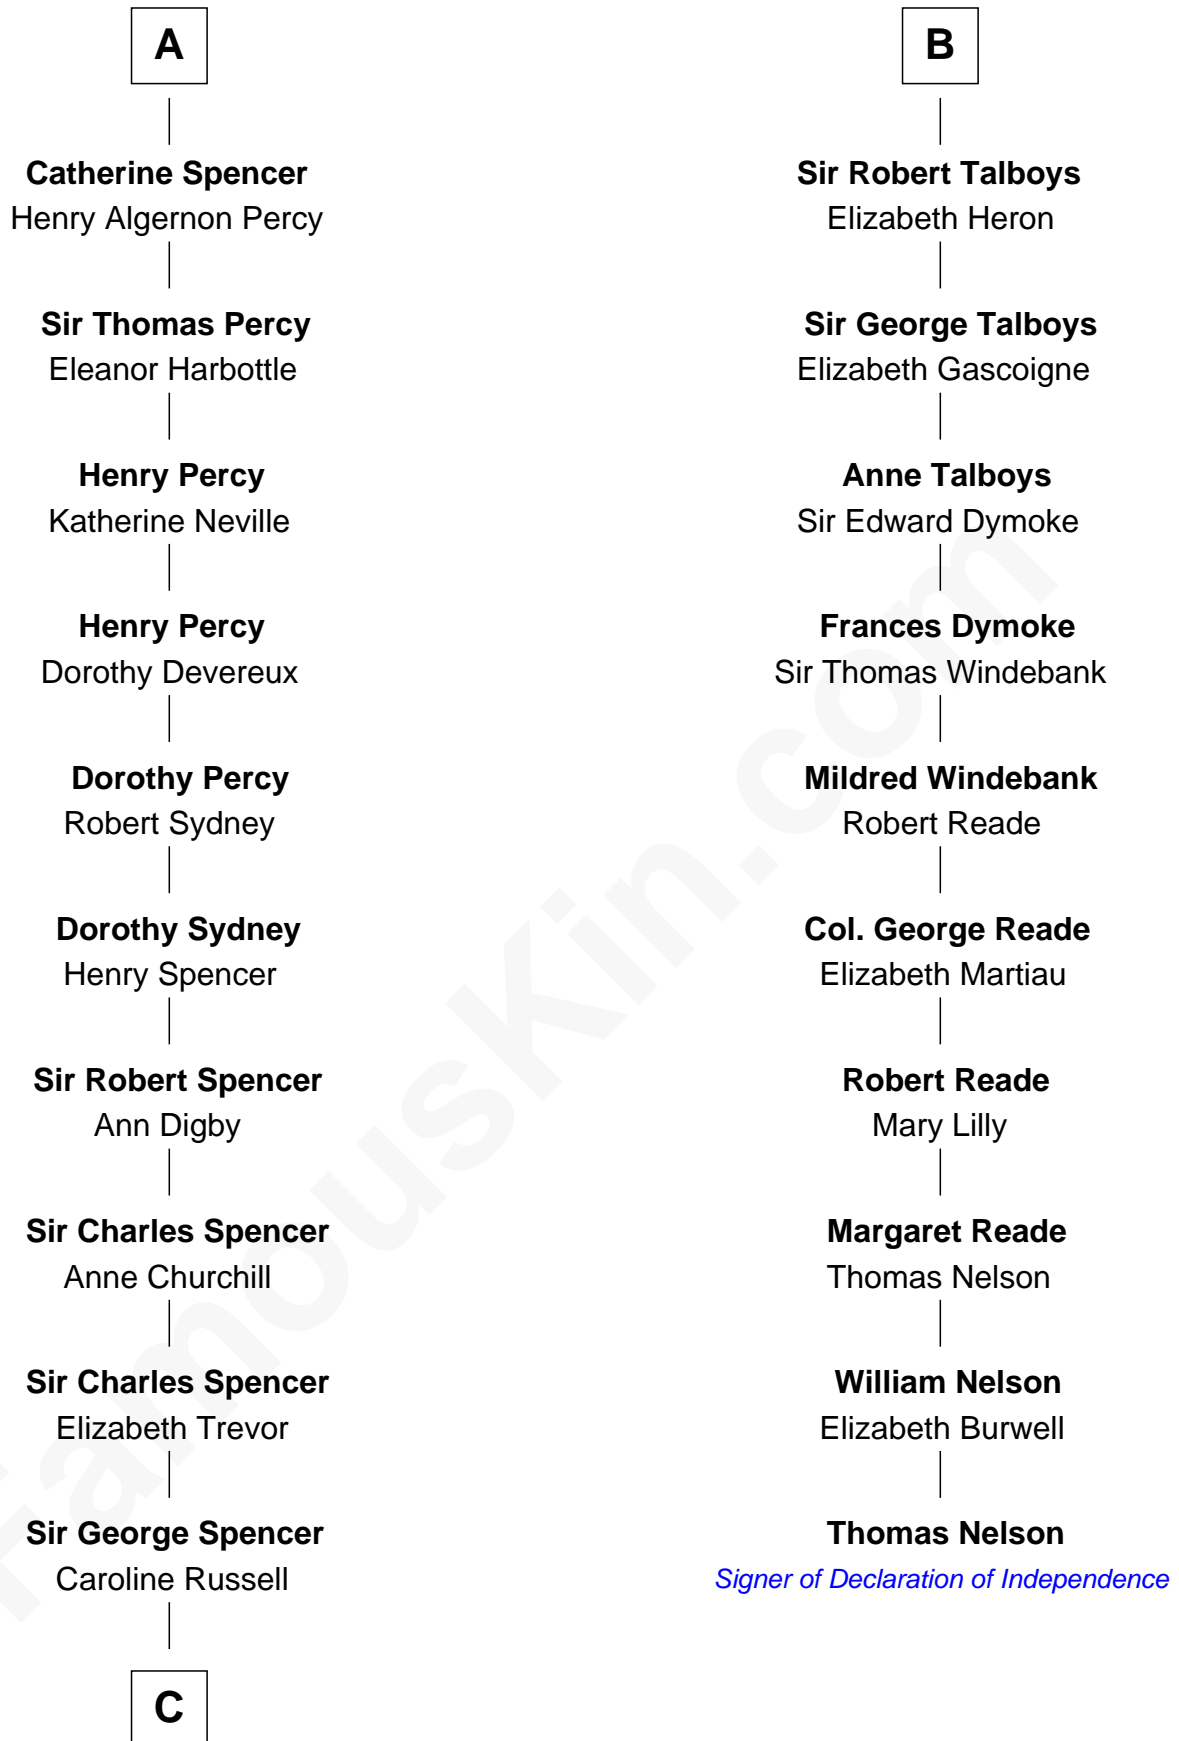 A
Catherine Spencer
Henry Algernon Percy
Sir Thomas Percy
Eleanor Harbottle
Henry Percy
Katherine Neville
Henry Percy
Dorothy Devereux
Dorothy Percy
Robert Sydney
Dorothy Sydney
Henry Spencer
Sir Robert Spencer
Ann Digby
Sir Charles Spencer
Anne Churchill
Sir Charles Spencer
Elizabeth Trevor
Sir George Spencer
Caroline Russell
C
B
Sir Robert Talboys
Elizabeth Heron
Sir George Talboys
Elizabeth Gascoigne
Anne Talboys
Sir Edward Dymoke
Frances Dymoke
Sir Thomas Windebank
Mildred Windebank
Robert Reade
Col. George Reade
Elizabeth Martiau
Robert Reade
Mary Lilly
Margaret Reade
Thomas Nelson
William Nelson
Elizabeth Burwell
Thomas Nelson
Signer of Declaration of Independence
FamousKin.com